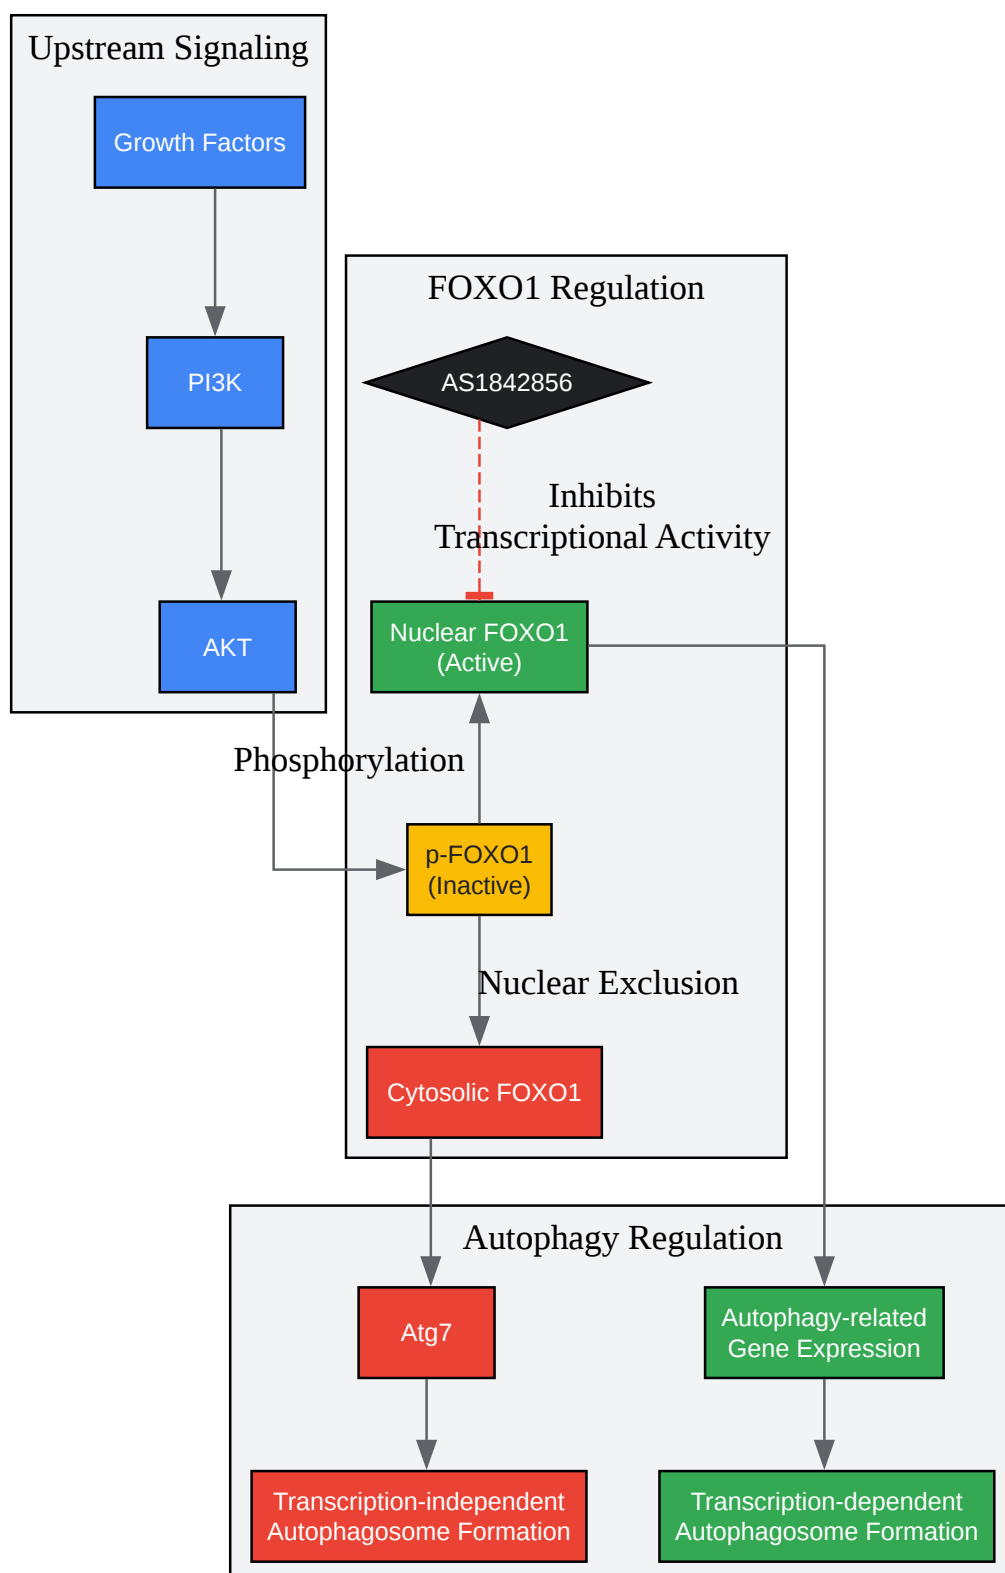 Upstream Signaling
Growth Factors
PI3K
AKT
FOXO1 Regulation
AS1842856
Inhibits
Transcriptional Activity
Nuclear FOXO1
(Active)
Phosphorylation
p-FOXO1
(Inactive)
Nuclear Exclusion
Cytosolic FOXO1
Autophagy Regulation
Atg7
Autophagy-related
Gene Expression
Transcription-independent
Autophagosome Formation
Transcription-dependent
Autophagosome Formation